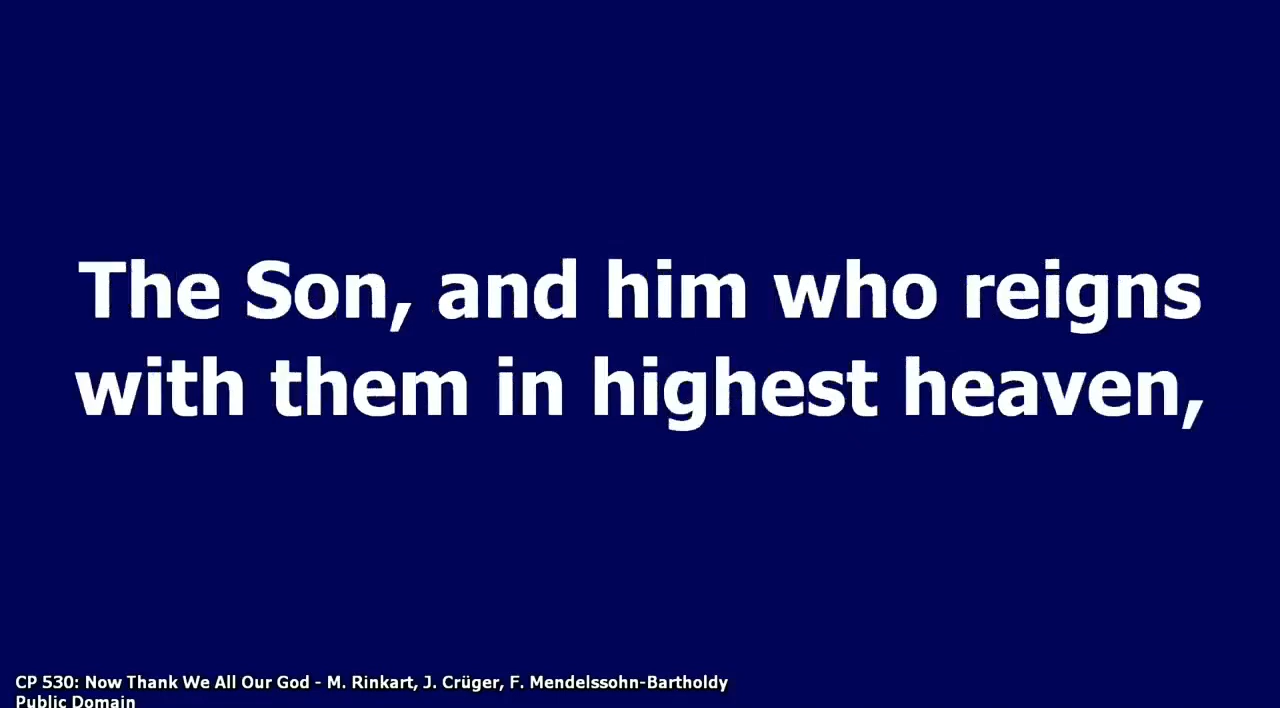 The Son, and him who reigns
with them in highest heaven,
CP 530: Now Thank We All Our God - M. Rinkart, J. Crüger, F. Mendelssohn-Bartholdy
Public Domain